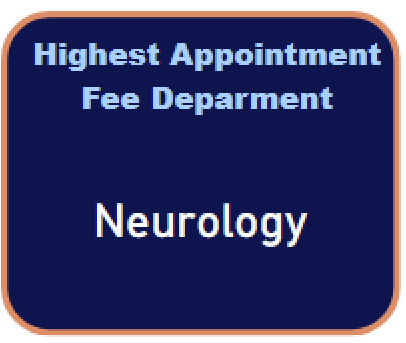 Highest Appointment
Fee Deparment
Neurology